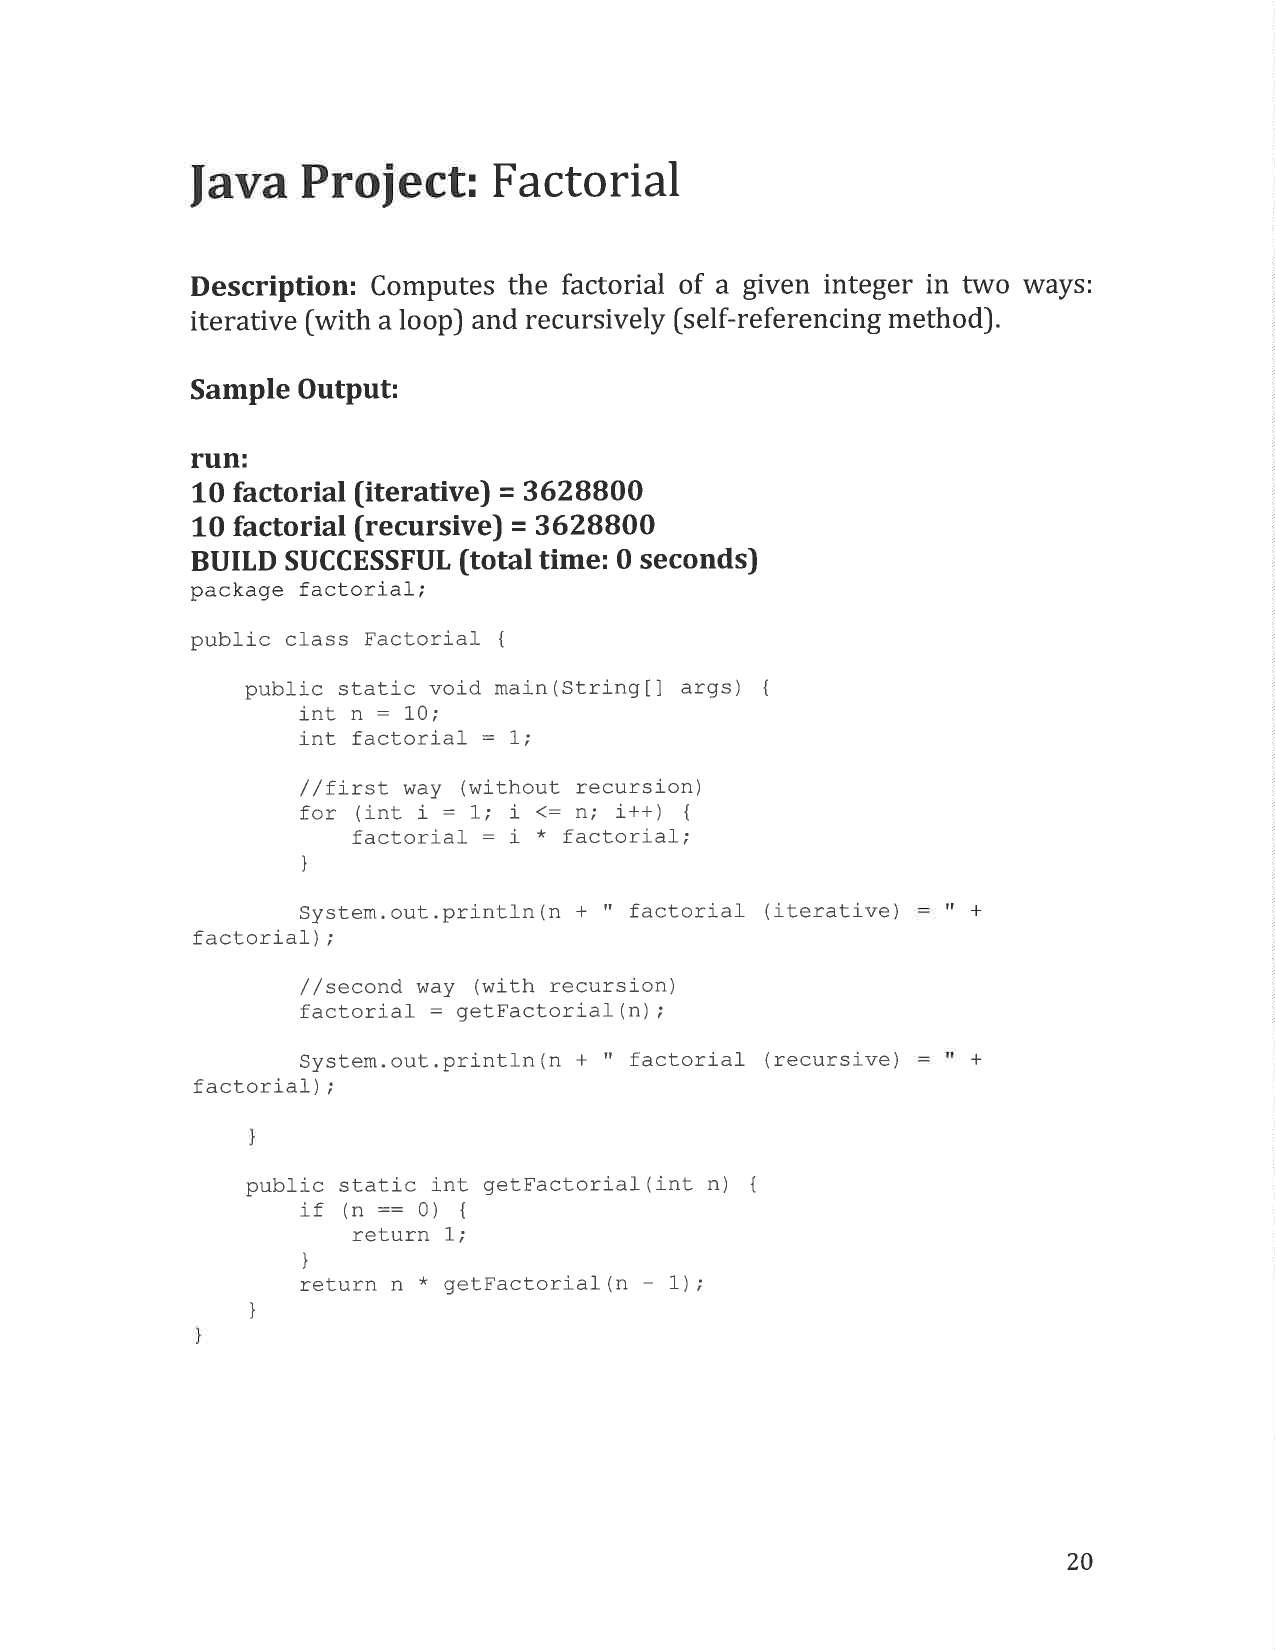 Java Project: Factorial
Description: Computes the factorial of a given integer in two ways:
iterative (with a loop) and recursively (self-referencing method).
Sample Output:
run:
10 factorial (iterative) = 3628800
10 factorial (recursive) = 3628800
BUILD SUCCESSFUL (total time: 0 seconds)
package factorial;
public class Factorial {
    public static void main(String[] args) {
        int n = 10;
        int factorial = 1;
        //first way (without recursion)
        for (int i = 1; i <= n; i++) {
            factorial = i * factorial;
        }
        System.out.println(n + " factorial (iterative) = " +
factorial);
        //second way (with recursion)
        factorial = getFactorial(n);
        System.out.println(n + " factorial (recursive) = " +
factorial);
    }
    public static int getFactorial(int n) {
        if (n == 0) {
            return 1;
        }
        return n * getFactorial(n - 1);
    }
}
20